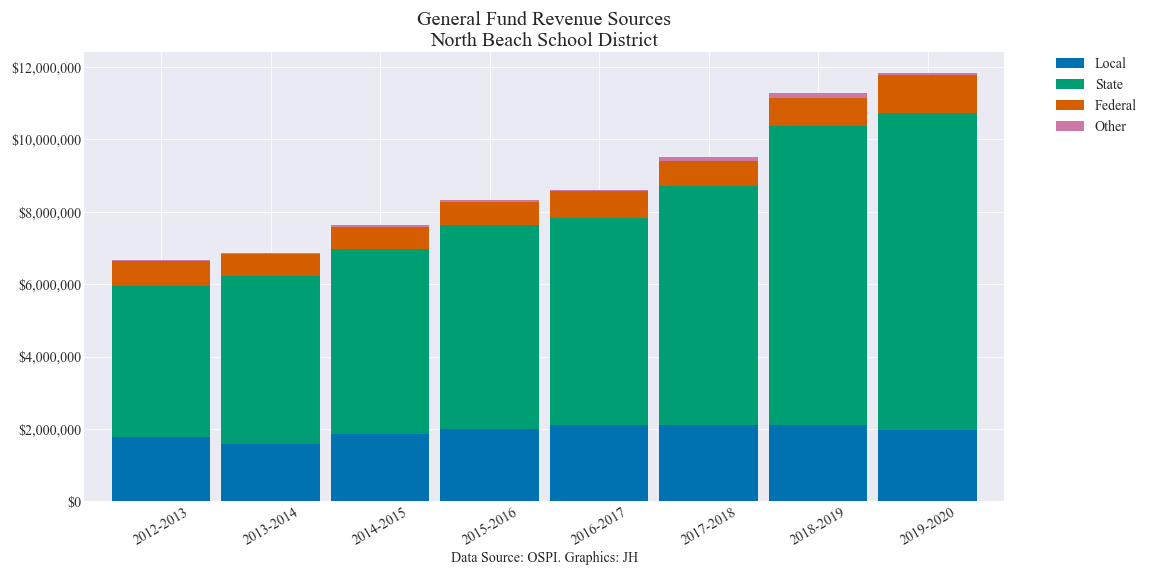 General Fund Revenue Sources
North Beach School District
$12,000,000
$10,000,000
$8,000,000
$6,000,000
$4,000,000
$2,000,000
$0
Local
State
Federal
Other
2012-2013
2013-2014
2014-2015
2015-2016
2016-2017
2017-2018
2018-2019
2019-2020
Data Source: OSPI. Graphics: JH